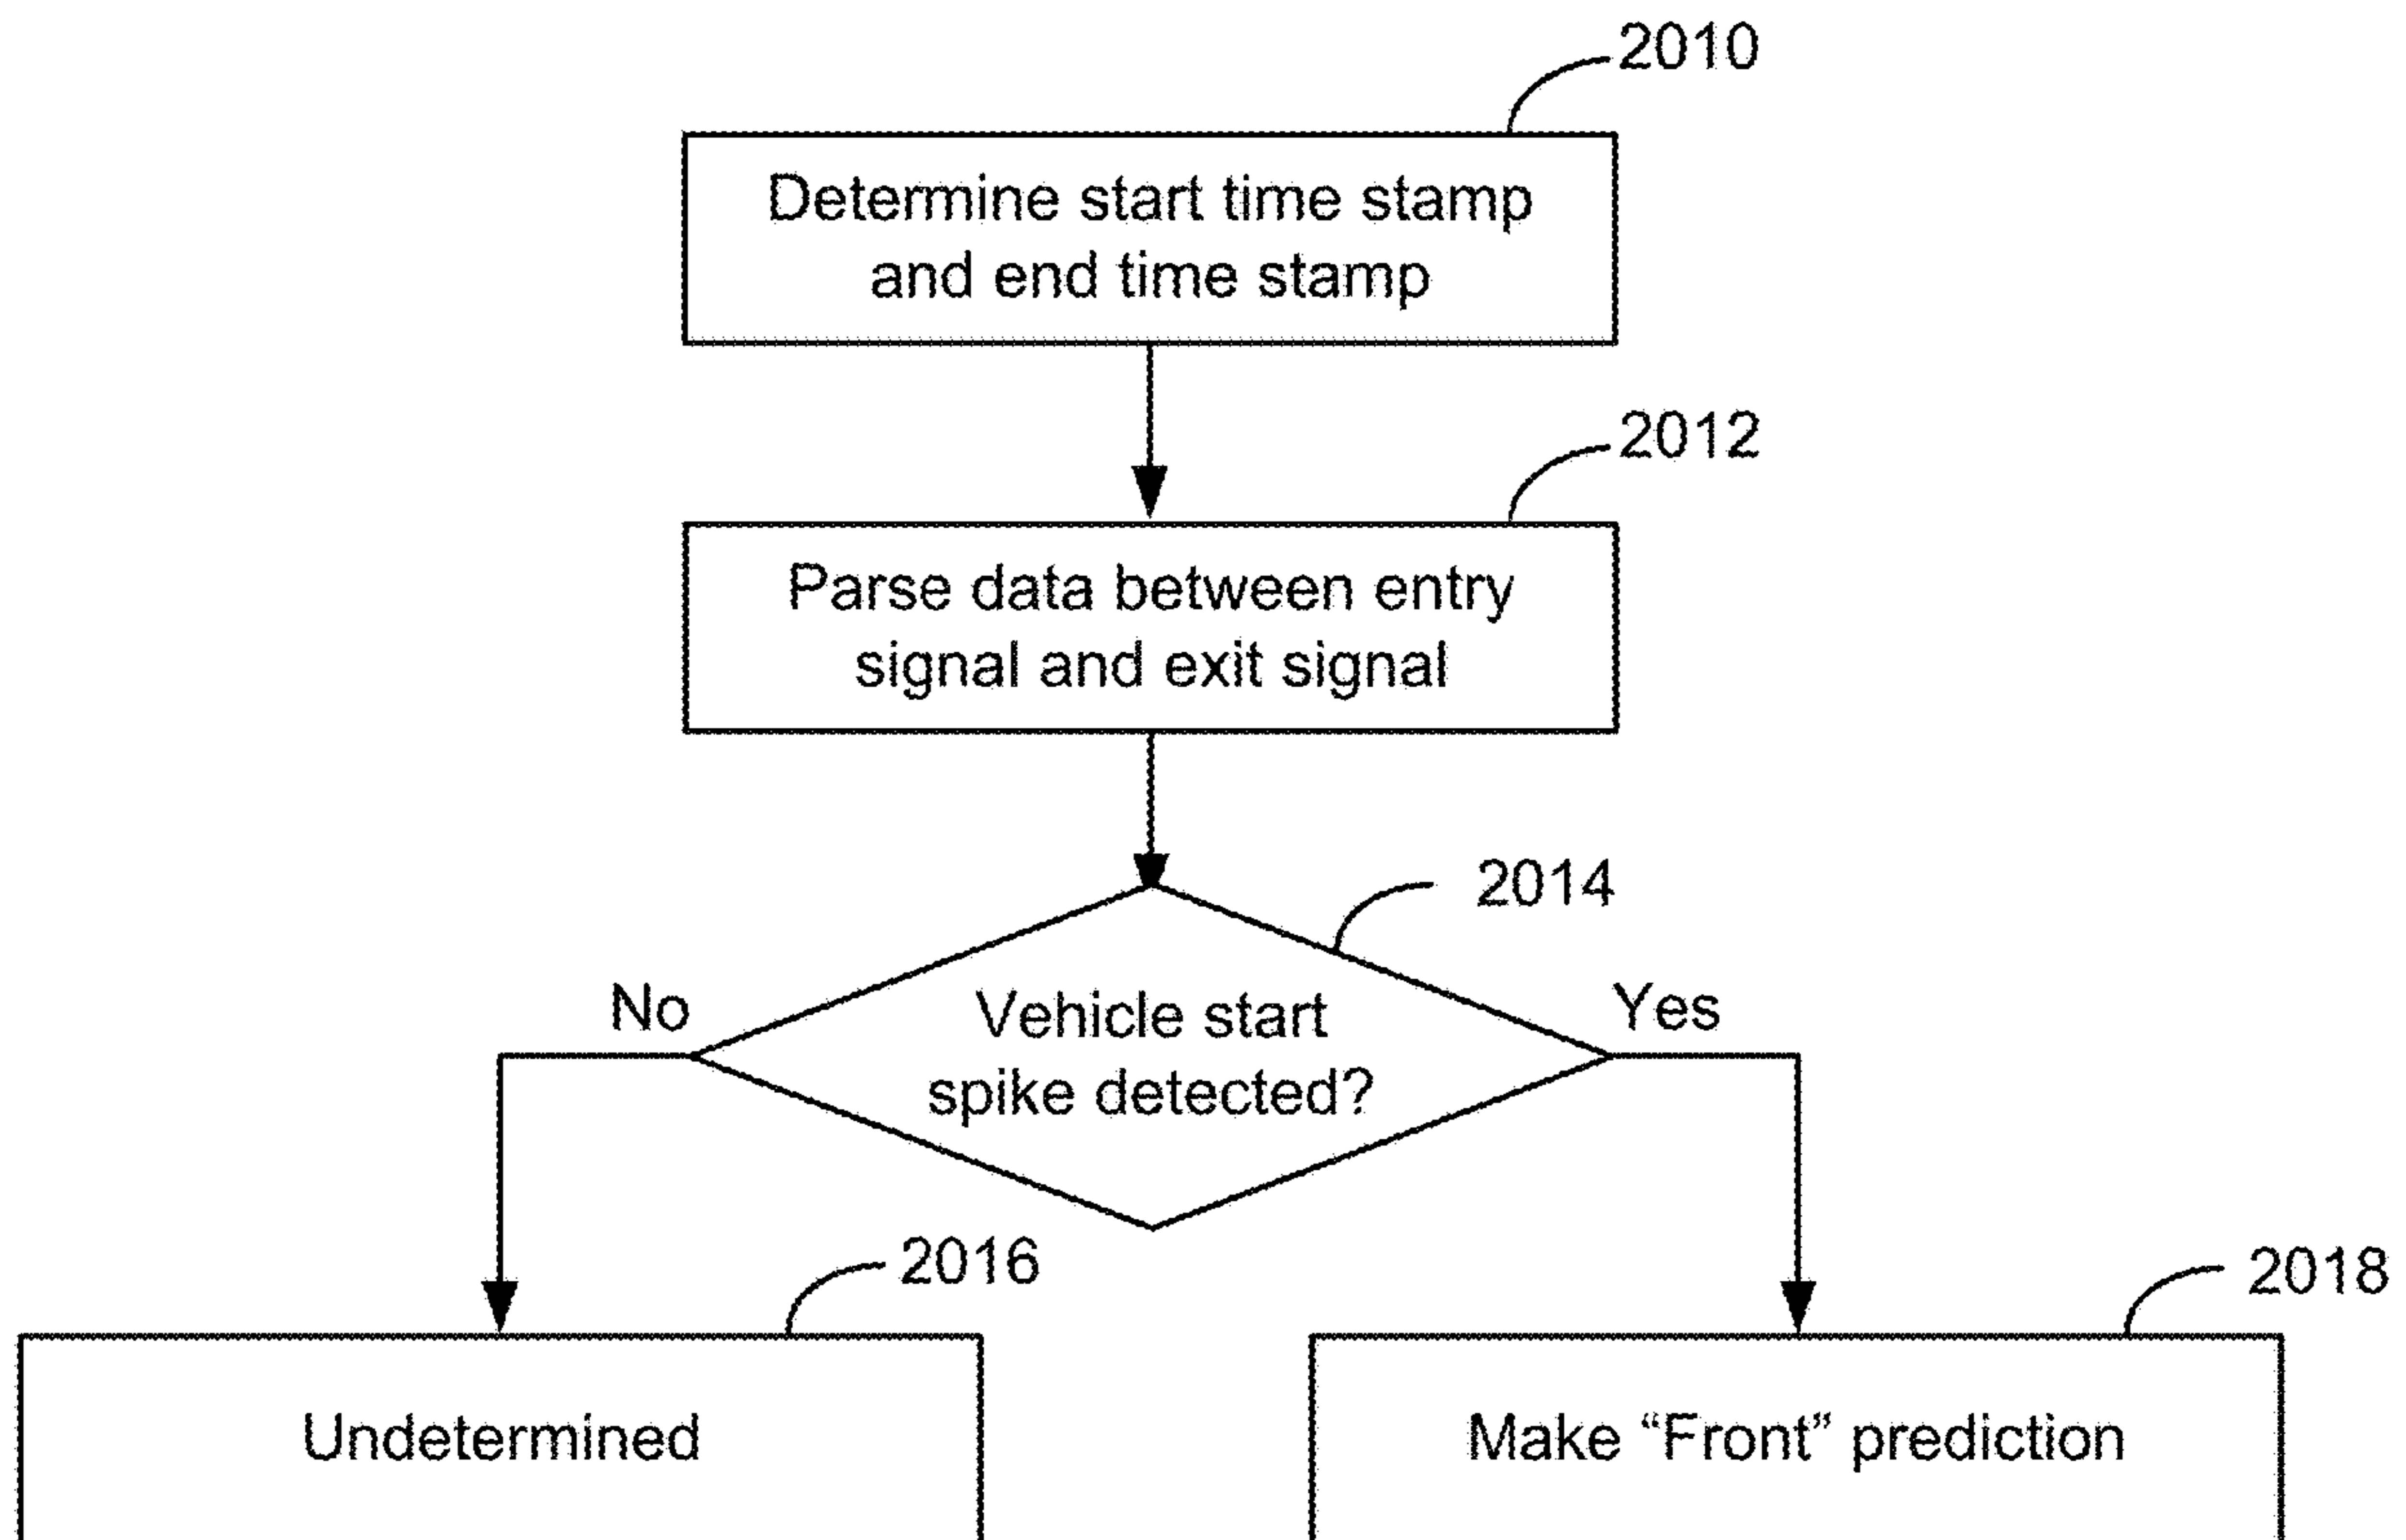 2010
Determine start time stamp
and end time stamp
2012
Parse data between entry
signal and exit signal
2014
No
Vehicle start
spike detected?
Yes
2016
2018
Undetermined
Make “Front” prediction